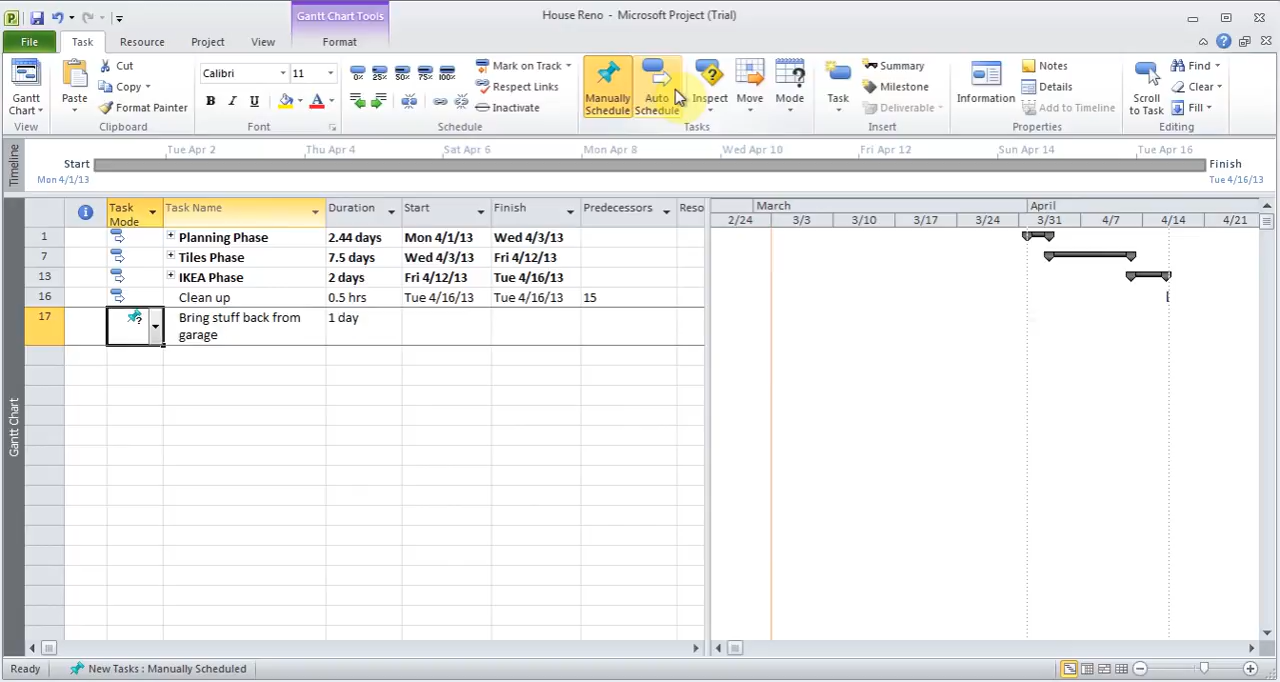 House Reno - Microsoft Project (Trial)
Gantt Chart Tools
File Task Resource Project View Format
Gantt Chart
View
Paste
Cut
Copy
Format Painter
Clipboard
Calibri 11
B I U A
Font
0% 25% 50% 75% 100%
Mark on Track
Respect Links
Inactivate
Schedule
Manually Schedule
Auto Schedule
Inspect
Move
Mode
Tasks
Task
Summary
Milestone
Deliverable
Insert
Information
Notes
Details
Add to Timeline
Properties
Scroll to Task
Find
Clear
Fill
Editing
Timeline
Tue Apr 2 Thu Apr 4 Sat Apr 6 Mon Apr 8 Wed Apr 10 Fri Apr 12 Sun Apr 14 Tue Apr 16
Start Finish
Mon 4/1/13 Tue 4/16/13
Task Mode Task Name Duration Start Finish Predecessors Reso
March April
2/24 3/3 3/10 3/17 3/24 3/31 4/7 4/14 4/21
1 Planning Phase 2.44 days Mon 4/1/13 Wed 4/3/13
7 Tiles Phase 7.5 days Wed 4/3/13 Fri 4/12/13
13 IKEA Phase 2 days Fri 4/12/13 Tue 4/16/13
16 Clean up 0.5 hrs Tue 4/16/13 Tue 4/16/13 15
17 Bring stuff back from 1 day
garage
Gantt Chart
Ready New Tasks : Manually Scheduled